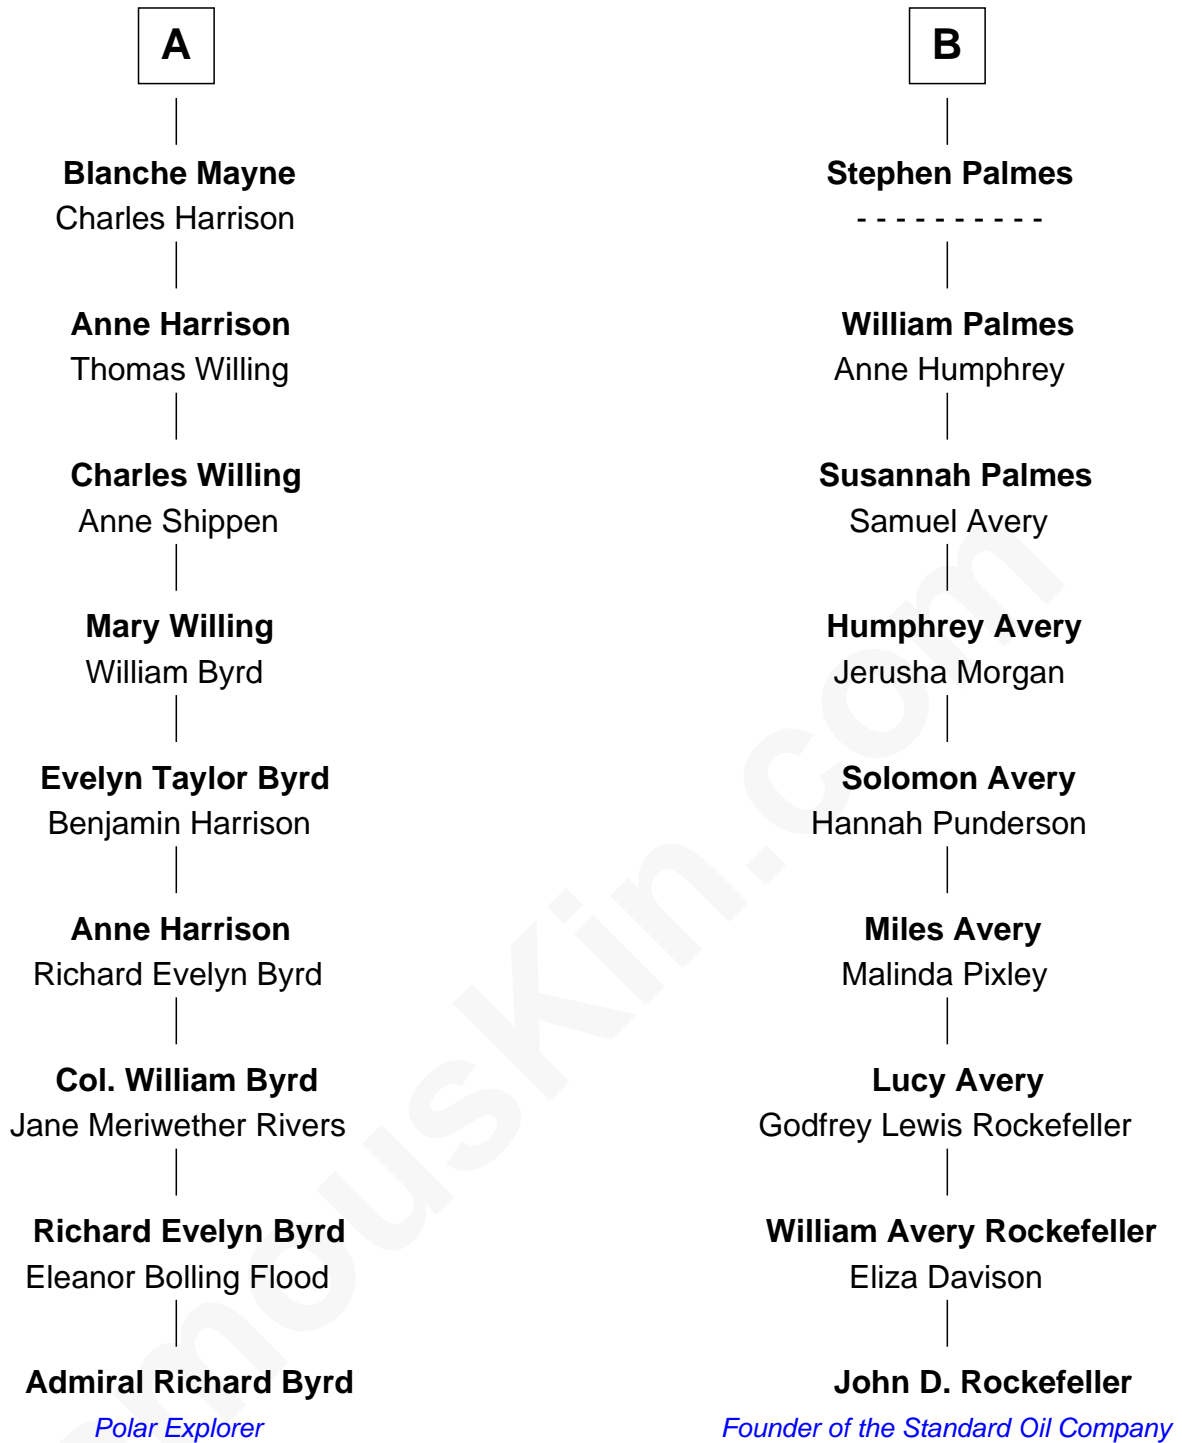 A
Blanche Mayne
Charles Harrison
Anne Harrison
Thomas Willing
Charles Willing
Anne Shippen
Mary Willing
William Byrd
Evelyn Taylor Byrd
Benjamin Harrison
Anne Harrison
Richard Evelyn Byrd
Col. William Byrd
Jane Meriwether Rivers
Richard Evelyn Byrd
Eleanor Bolling Flood
Admiral Richard Byrd
Polar Explorer
B
Stephen Palmes
- - - - - - - - - -
William Palmes
Anne Humphrey
Susannah Palmes
Samuel Avery
Humphrey Avery
Jerusha Morgan
Solomon Avery
Hannah Punderson
Miles Avery
Malinda Pixley
Lucy Avery
Godfrey Lewis Rockefeller
William Avery Rockefeller
Eliza Davison
John D. Rockefeller
Founder of the Standard Oil Company
mousKin.com